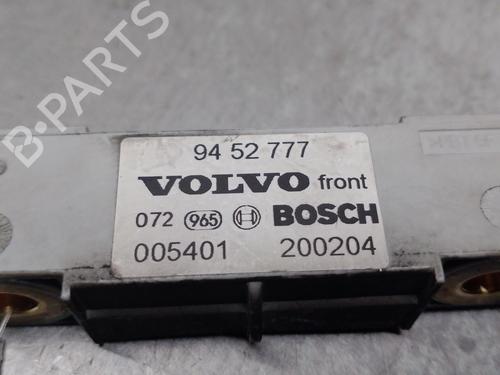 B-PARTS
94 52 777
VOLVO front
072 965 BOSCH
005401 200204